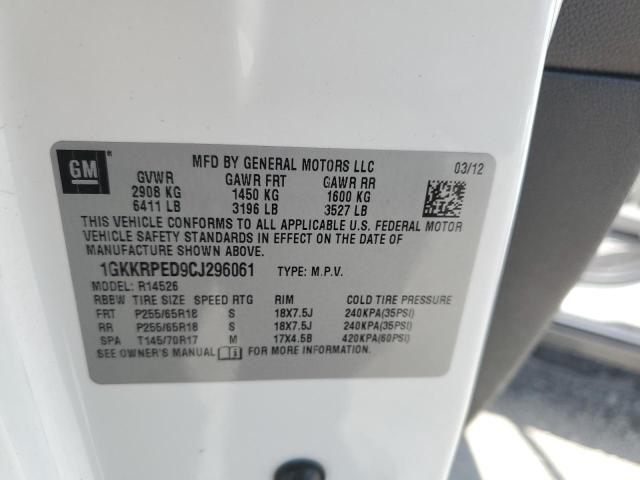 GM
MFD BY GENERAL MOTORS LLC 03/12
GVWR GAWR FRT GAWR RR
2908 KG 1450 KG 1600 KG
6411 LB 3196 LB 3527 LB
THIS VEHICLE CONFORMS TO ALL APPLICABLE U.S. FEDERAL MOTOR
VEHICLE SAFETY STANDARDS IN EFFECT ON THE DATE OF
MANUFACTURE SHOWN ABOVE.
1GKKRPED9CJ296061 TYPE: M.P.V.
MODEL: R14526
RBBW TIRE SIZE SPEED RTG RIM COLD TIRE PRESSURE
FRT P255/65R18 S 18X7.5J 240KPA(35PSI)
RR P255/65R18 S 18X7.5J 240KPA(35PSI)
SPA T145/70R17 M 17X4.5B 420KPA(60PSI)
SEE OWNER'S MANUAL FOR MORE INFORMATION.